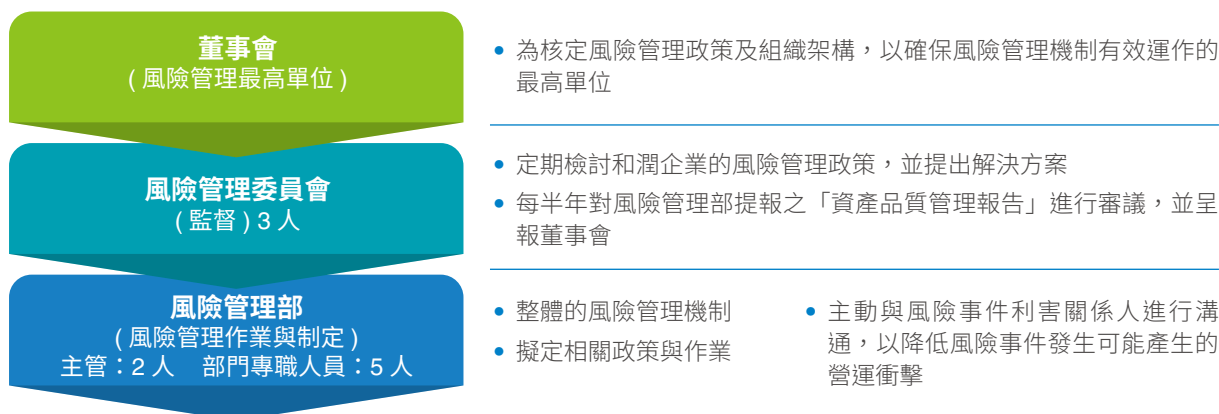 董事會
( 風險管理最高單位 )
• 為核定風險管理政策及組織架構，以確保風險管理機制有效運作的
最高單位
風險管理委員會
( 監督 ) 3 人
• 定期檢討和潤企業的風險管理政策，並提出解決方案
• 每半年對風險管理部提報之「資產品質管理報告」進行審議，並呈
報董事會
風險管理部
( 風險管理作業與制定 )
主管：2 人　部門專職人員：5 人
• 整體的風險管理機制
• 擬定相關政策與作業
• 主動與風險事件利害關係人進行溝
通，以降低風險事件發生可能產生的
營運衝擊